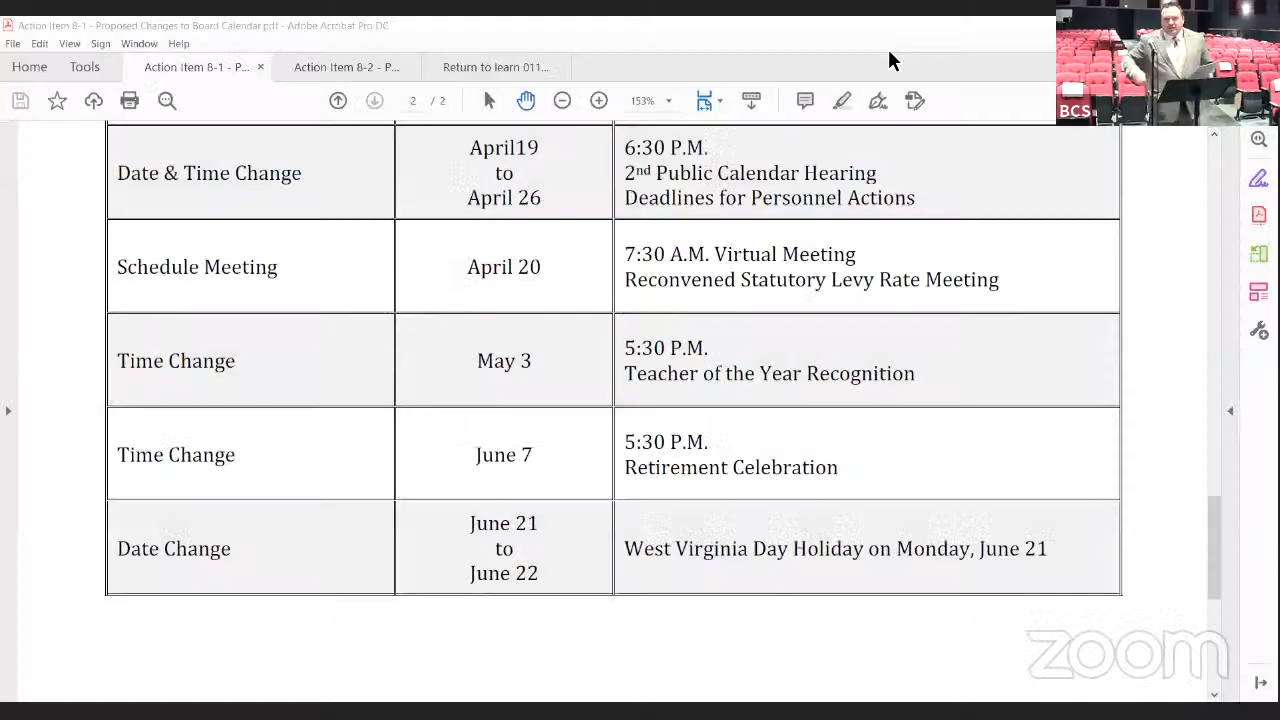 Action Item 8-1 - Proposed Changes to Board Calendar.pdf - Adobe Acrobat Pro DC
File Edit View Sign Window Help
Home Tools Action Item 8-1 - P... × Action Item 8-2 - P Return to learn 01
2 / 2 153%
BCS
Date & Time Change
April19
to
April 26
6:30 P.M.
2nd Public Calendar Hearing
Deadlines for Personnel Actions
Schedule Meeting
April 20
7:30 A.M. Virtual Meeting
Reconvened Statutory Levy Rate Meeting
Time Change
May 3
5:30 P.M.
Teacher of the Year Recognition
Time Change
June 7
5:30 P.M.
Retirement Celebration
Date Change
June 21
to
June 22
West Virginia Day Holiday on Monday, June 21
zoom